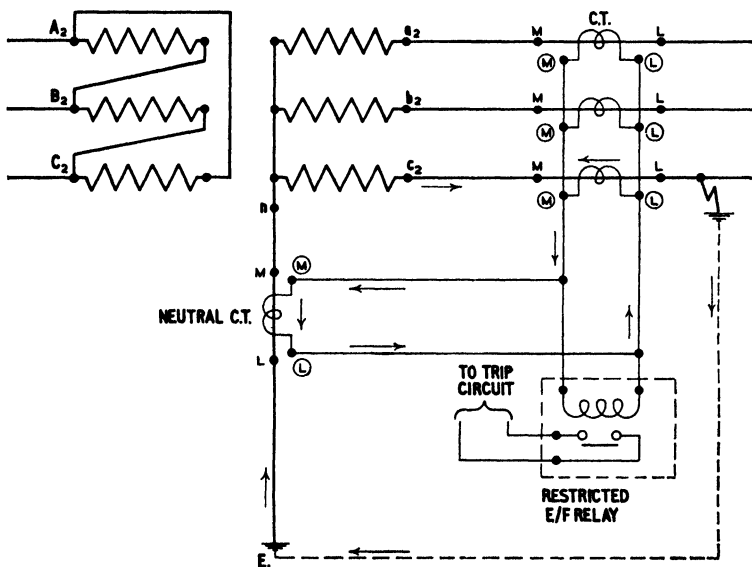 A₂
B₂
C₂
a₂
b₂
c₂
n
C.T.
M L
Ⓜ Ⓛ
M L
Ⓜ Ⓛ
M L
Ⓜ Ⓛ
M Ⓜ
NEUTRAL C.T.
L Ⓛ
TO TRIP
CIRCUIT
RESTRICTED
E/F RELAY
E.